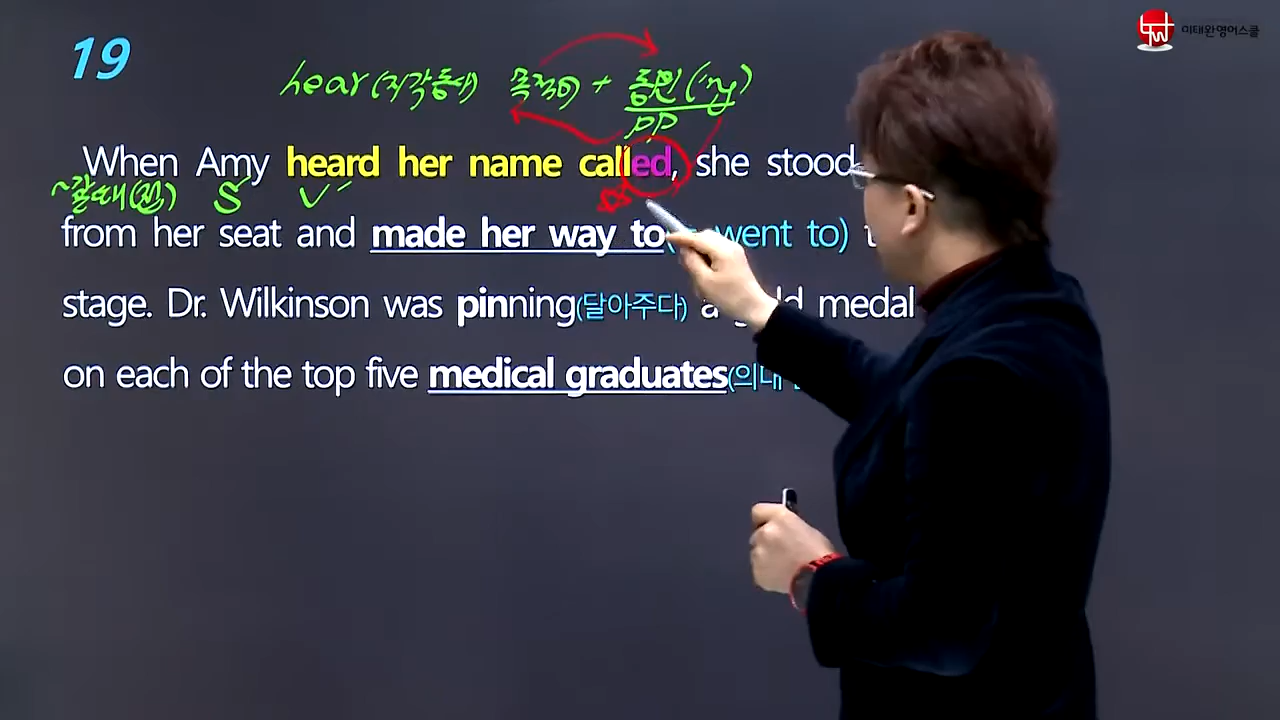 19
이태완영어스쿨
hear(지각동사 목적어 + 동원(ing)
PP
When Amy heard her name called, she stood
~할때(접) S V
from her seat and made her way to( went to)
stage. Dr. Wilkinson was pinning(달아주다) a gold medal
on each of the top five medical graduates(의대